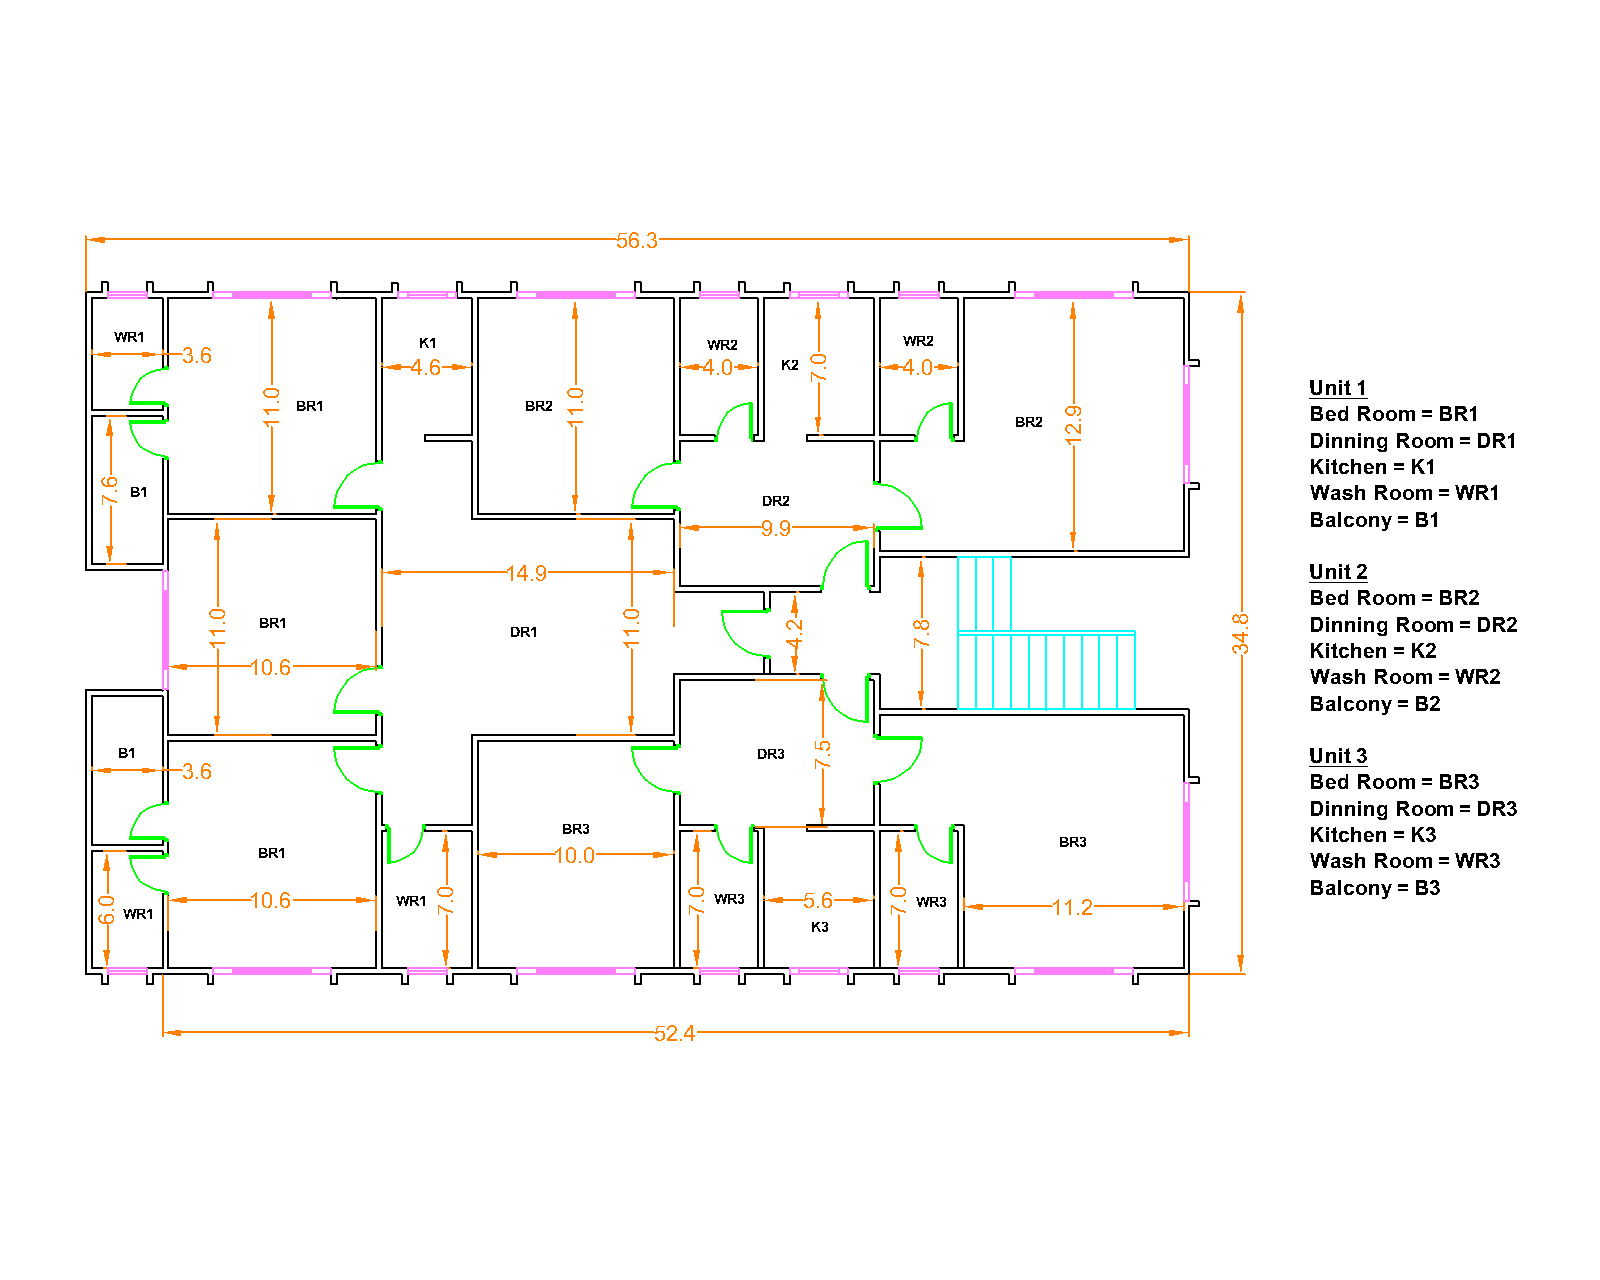 56.3
WR1
3.6
11.0
BR1
K1
4.6
BR2
11.0
WR2
4.0
K2
7.0
WR2
4.0
BR2
12.9
7.6
B1
DR2
9.9
14.9
11.0
BR1
10.6
DR1
11.0
4.2
7.8
34.8
B1
3.6
DR3
7.5
BR1
10.6
6.0
WR1
WR1
7.0
BR3
10.0
7.0
WR3
5.6
K3
7.0
WR3
BR3
11.2
52.4
Unit 1
Bed Room = BR1
Dinning Room = DR1
Kitchen = K1
Wash Room = WR1
Balcony = B1
Unit 2
Bed Room = BR2
Dinning Room = DR2
Kitchen = K2
Wash Room = WR2
Balcony = B2
Unit 3
Bed Room = BR3
Dinning Room = DR3
Kitchen = K3
Wash Room = WR3
Balcony = B3